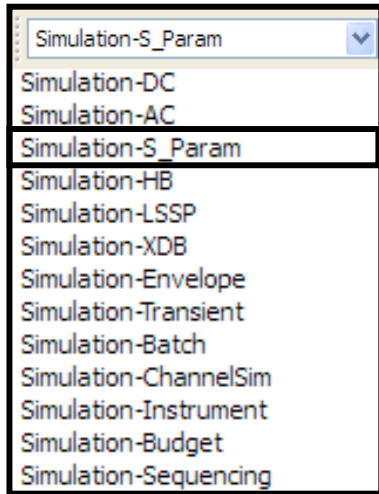 Simulation-S_Param
Simulation-DC
Simulation-AC
Simulation-S_Param
Simulation-HB
Simulation-LSSP
Simulation-XDB
Simulation-Envelope
Simulation-Transient
Simulation-Batch
Simulation-ChannelSim
Simulation-Instrument
Simulation-Budget
Simulation-Sequencing